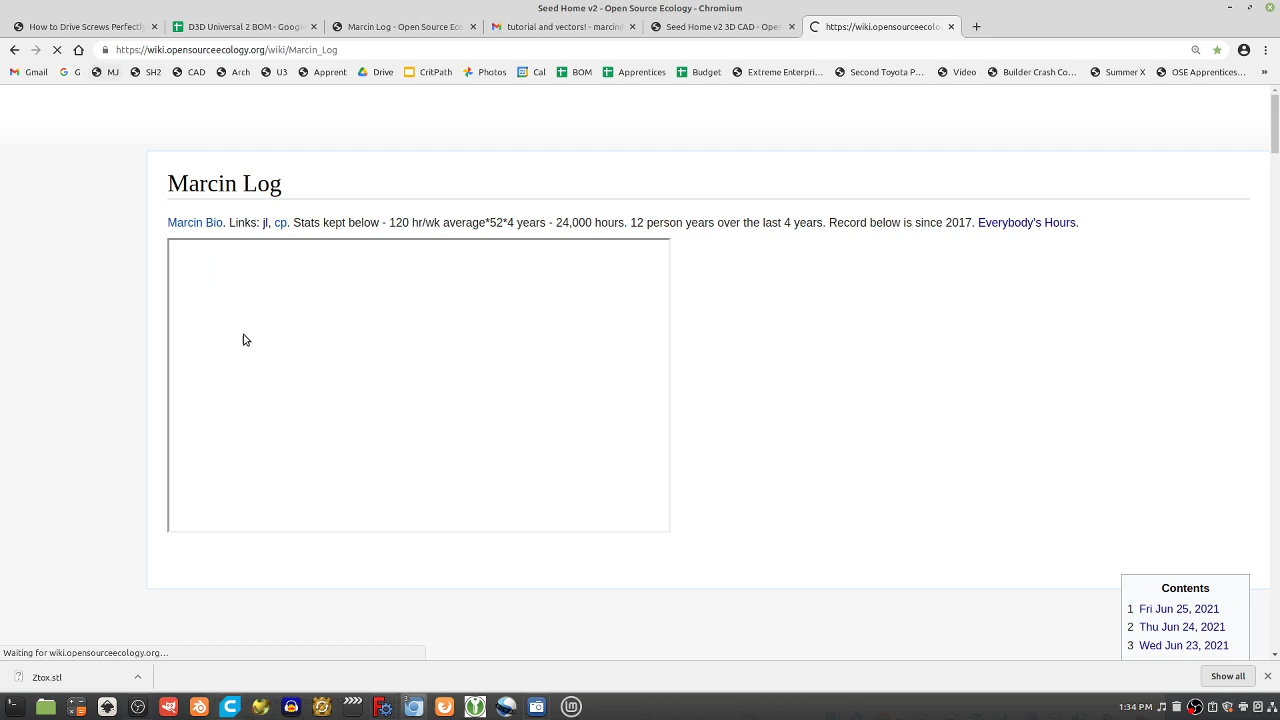 Seed Home v2 - Open Source Ecology - Chromium
How to Drive Screws Perfectly
D3D Universal 2 BOM - Google
Marcin Log - Open Source Eco
tutorial and vectors! - marcin
Seed Home v2 3D CAD - Open
https://wiki.opensourceecolo
https://wiki.opensourceecology.org/wiki/Marcin_Log
Gmail G MJ SH2 CAD Arch U3 Apprent Drive CritPath Photos Cal BOM Apprentices Budget Extreme Enterpri... Second Toyota P... Video Builder Crash Co... Summer X OSE Apprentices... »
Marcin Log
Marcin Bio. Links: jl, cp. Stats kept below - 120 hr/wk average*52*4 years - 24,000 hours. 12 person years over the last 4 years. Record below is since 2017. Everybody's Hours.
Contents
1 Fri Jun 25, 2021
2 Thu Jun 24, 2021
3 Wed Jun 23, 2021
Waiting for wiki.opensourceecology.org...
Ztox.stl
Show all
1:34 PM